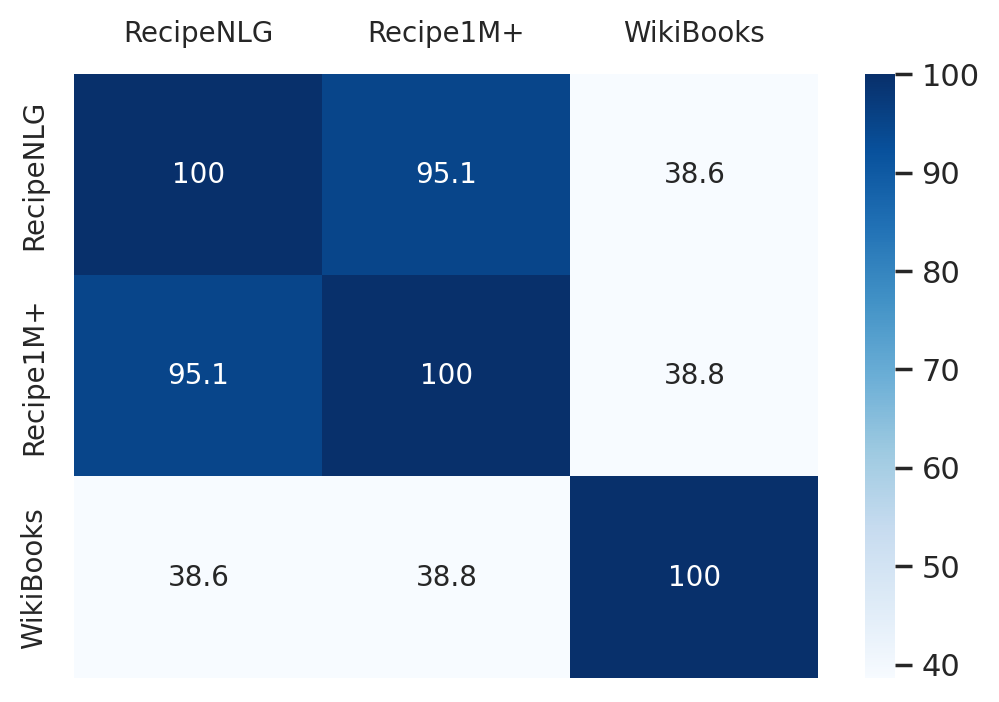 RecipeNLG Recipe1M+ WikiBooks
RecipeNLG 100 95.1 38.6
Recipe1M+ 95.1 100 38.8
WikiBooks 38.6 38.8 100
100
90
80
70
60
50
40